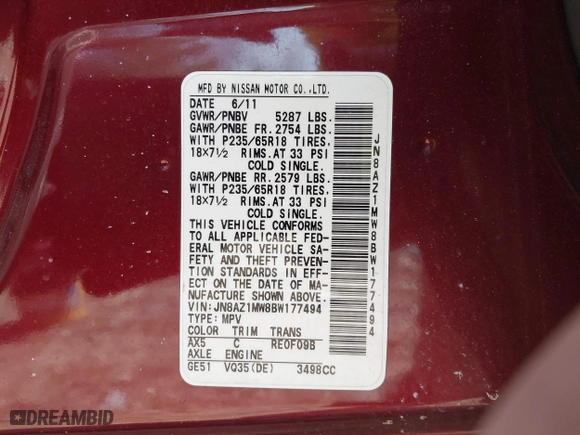 MFD BY NISSAN MOTOR CO.,LTD.
DATE 6/11
GVWR/PNBV 5287 LBS.
GAWR/PNBE FR. 2754 LBS.
WITH P235/65R18 TIRES.
18X7½ RIMS.AT 33 PSI
COLD SINGLE.
GAWR/PNBE RR. 2579 LBS.
WITH P235/65R18 TIRES.
18X7½ RIMS.AT 33 PSI
COLD SINGLE.
THIS VEHICLE CONFORMS
TO ALL APPLICABLE FED-
ERAL MOTOR VEHICLE SA-
FETY AND THEFT PREVEN-
TION STANDARDS IN EFF-
ECT ON THE DATE OF MA-
NUFACTURE SHOWN ABOVE.
VIN:JN8AZ1MW8BW177494
TYPE:MPV
COLOR TRIM TRANS
AX5 C RE0F09B
AXLE ENGINE
GE51 VQ35(DE) 3498CC
JN8AZ1MW8BW177494
DREAMBID